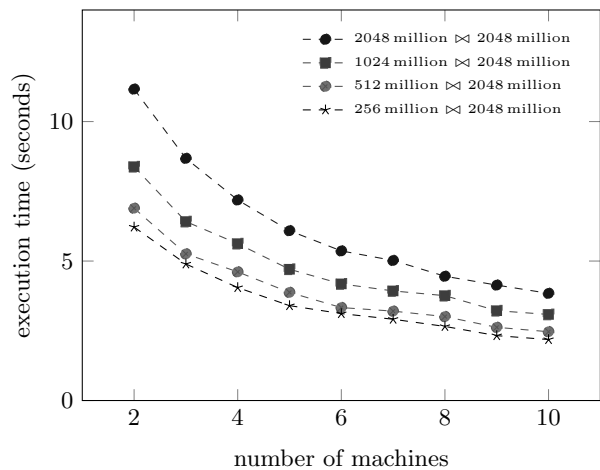 2048 million ⋈ 2048 million
1024 million ⋈ 2048 million
512 million ⋈ 2048 million
256 million ⋈ 2048 million
execution time (seconds)
10
5
0
2 4 6 8 10
number of machines